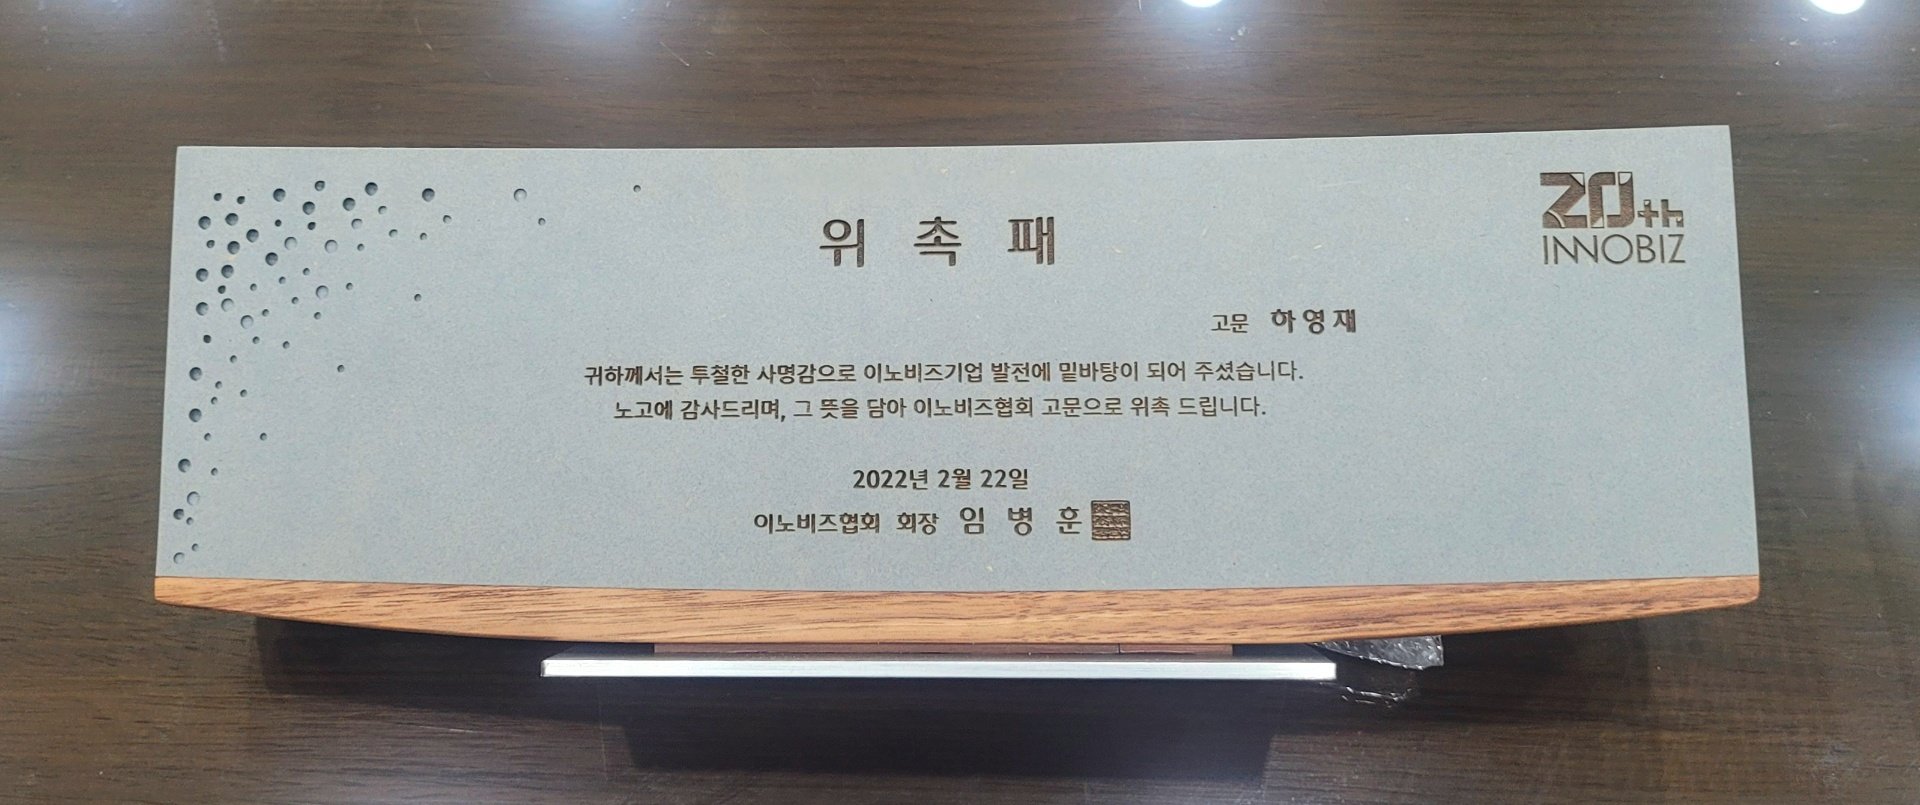 20th
INNOBIZ
위 촉 패
고문 하영재
귀하께서는 투철한 사명감으로 이노비즈기업 발전에 밑바탕이 되어 주셨습니다.
노고에 감사드리며, 그 뜻을 담아 이노비즈협회 고문으로 위촉 드립니다.
2022년 2월 22일
이노비즈협회 회장 임 병 훈